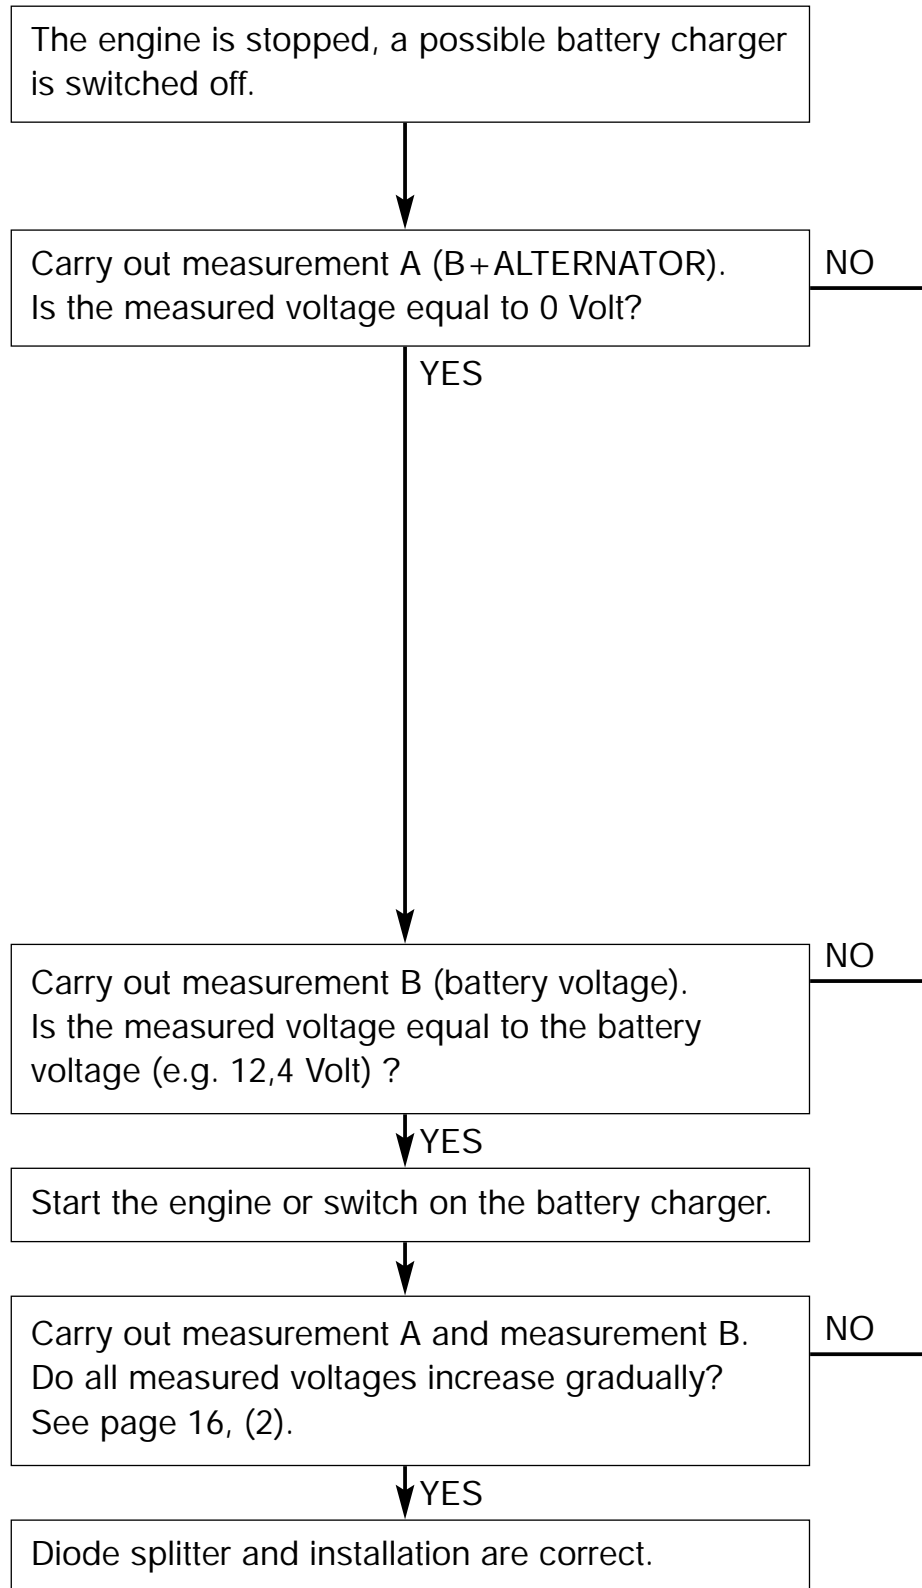 The engine is stopped, a possible battery charger
is switched off.
Carry out measurement A (B+ALTERNATOR).
Is the measured voltage equal to 0 Volt?
NO
YES
Carry out measurement B (battery voltage).
Is the measured voltage equal to the battery
voltage (e.g. 12,4 Volt) ?
NO
YES
Start the engine or switch on the battery charger.
Carry out measurement A and measurement B.
Do all measured voltages increase gradually?
See page 16, (2).
NO
YES
Diode splitter and installation are correct.